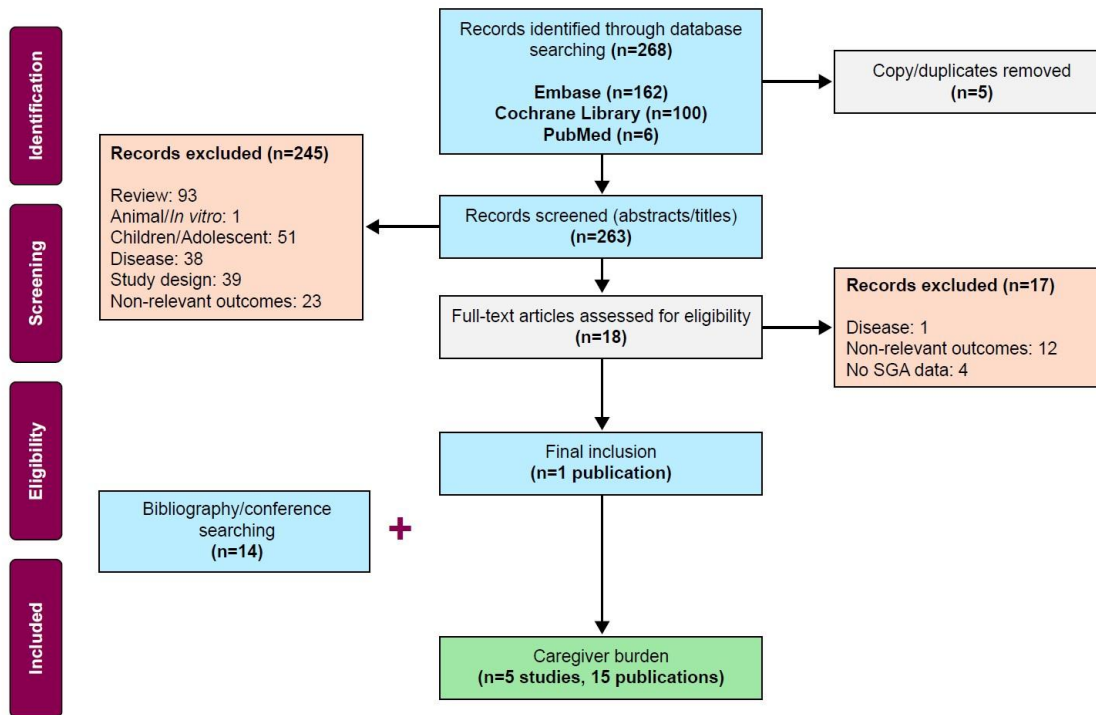 Identification
Records identified through database
searching (n=268)
Embase (n=162)
Cochrane Library (n=100)
PubMed (n=6)
Copy/duplicates removed
(n=5)
Screening
Records excluded (n=245)
Review: 93
Animal/In vitro: 1
Children/Adolescent: 51
Disease: 38
Study design: 39
Non-relevant outcomes: 23
Records screened (abstracts/titles)
(n=263)
Full-text articles assessed for eligibility
(n=18)
Records excluded (n=17)
Disease: 1
Non-relevant outcomes: 12
No SGA data: 4
Eligibility
Final inclusion
(n=1 publication)
Bibliography/conference
searching
(n=14)
+
Included
Caregiver burden
(n=5 studies, 15 publications)